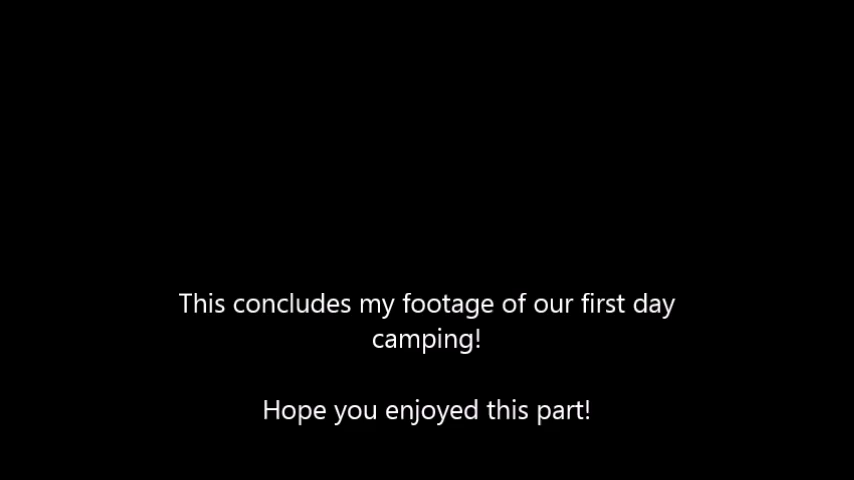 This concludes my footage of our first day
camping!
Hope you enjoyed this part!